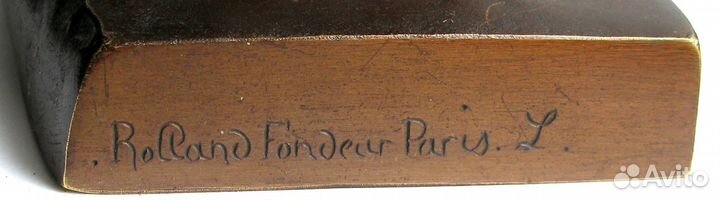 . Rolland Fondeur Paris. L.
Avito